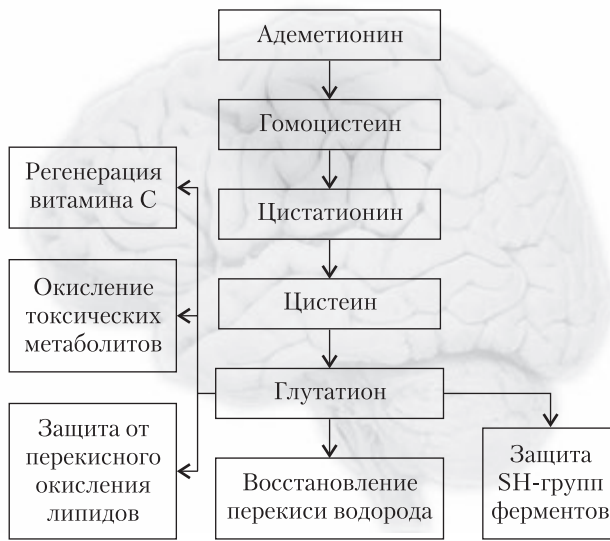 Адеметионин
Гомоцистеин
Регенерация
витамина С
Цистатионин
Окисление
токсических
метаболитов
Цистеин
Глутатион
Защита от
перекисного
окисления
липидов
Восстановление
перекиси водорода
Защита
SH-групп
ферментов